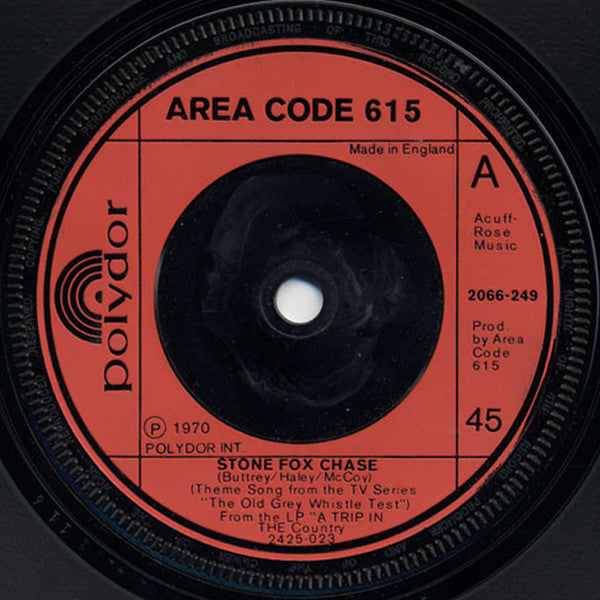 AREA CODE 615
Made in England
A
Acuff-
Rose
Music
polydor
2066-249
Prod.
by Area
Code
615
45
Ⓟ 1970
POLYDOR INT.
STONE FOX CHASE
(Buttrey/Haley/McCoy)
(Theme Song from the TV Series
"The Old Grey Whistle Test")
From the LP "A TRIP IN
THE Country
2425-023